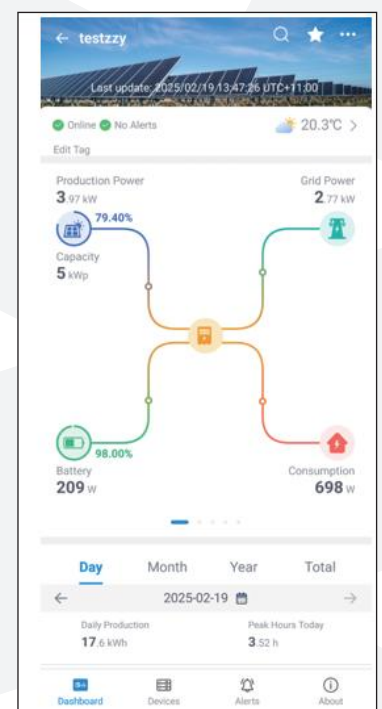 ← testzzy
Last update: 2025/02/19 13:47:26 UTC+11:00
Online No Alerts 20.3℃ >
Edit Tag
Production Power Grid Power
3.97 kW 2.77 kW
79.40%
Capacity
5 kWp
98.00%
Battery Consumption
209 W 698 W
Day Month Year Total
← 2025-02-19 →
Daily Production Peak Hours Today
17.6 kWh 3.52 h
Dashboard Devices Alerts About